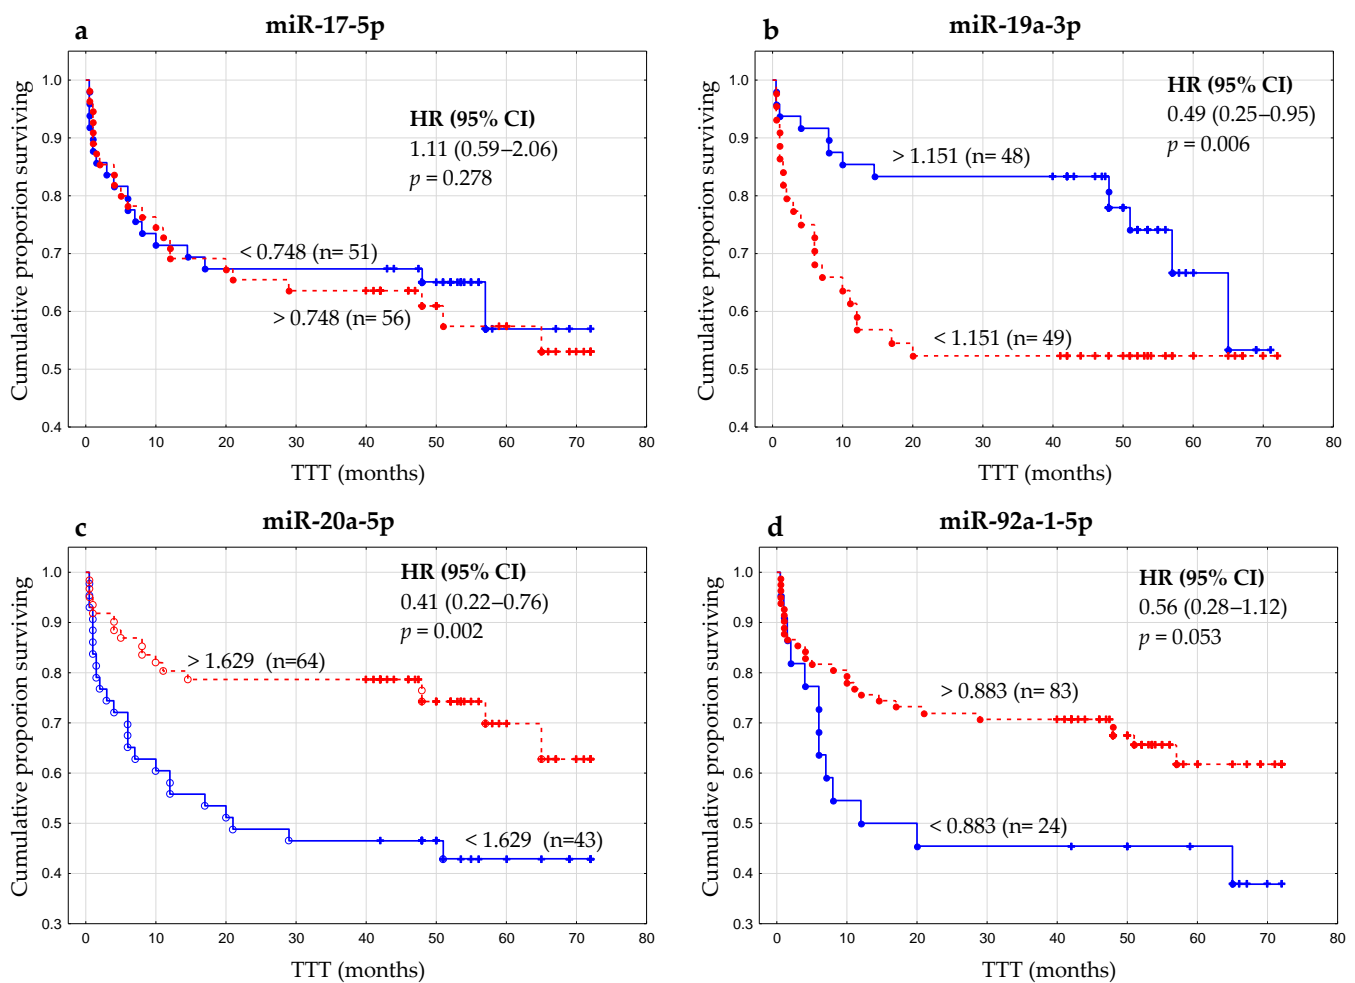 a
miR-17-5p
Cumulative proporion surviving
1.0
0.9
0.8
0.7
0.6
0.5
0.4
HR (95% CI)
1.11 (0.59–2.06)
p = 0.278
< 0.748 (n= 51)
> 0.748 (n= 56)
0 10 20 30 40 50 60 70 80
TTT (months)
b
miR-19a-3p
Cumulative proporion surviving
1.0
0.9
0.8
0.7
0.6
0.5
0.4
HR (95% CI)
0.49 (0.25–0.95)
p = 0.006
> 1.151 (n= 48)
< 1.151 (n= 49)
0 10 20 30 40 50 60 70 80
TTT (months)
c
miR-20a-5p
Cumulative proporion surviving
1.0
0.9
0.8
0.7
0.6
0.5
0.4
0.3
HR (95% CI)
0.41 (0.22–0.76)
p = 0.002
> 1.629 (n=64)
< 1.629 (n=43)
0 10 20 30 40 50 60 70 80
TTT (months)
d
miR-92a-1-5p
Cumulative proporion surviving
1.0
0.9
0.8
0.7
0.6
0.5
0.4
0.3
HR (95% CI)
0.56 (0.28–1.12)
p = 0.053
> 0.883 (n= 83)
< 0.883 (n= 24)
0 10 20 30 40 50 60 70 80
TTT (months)